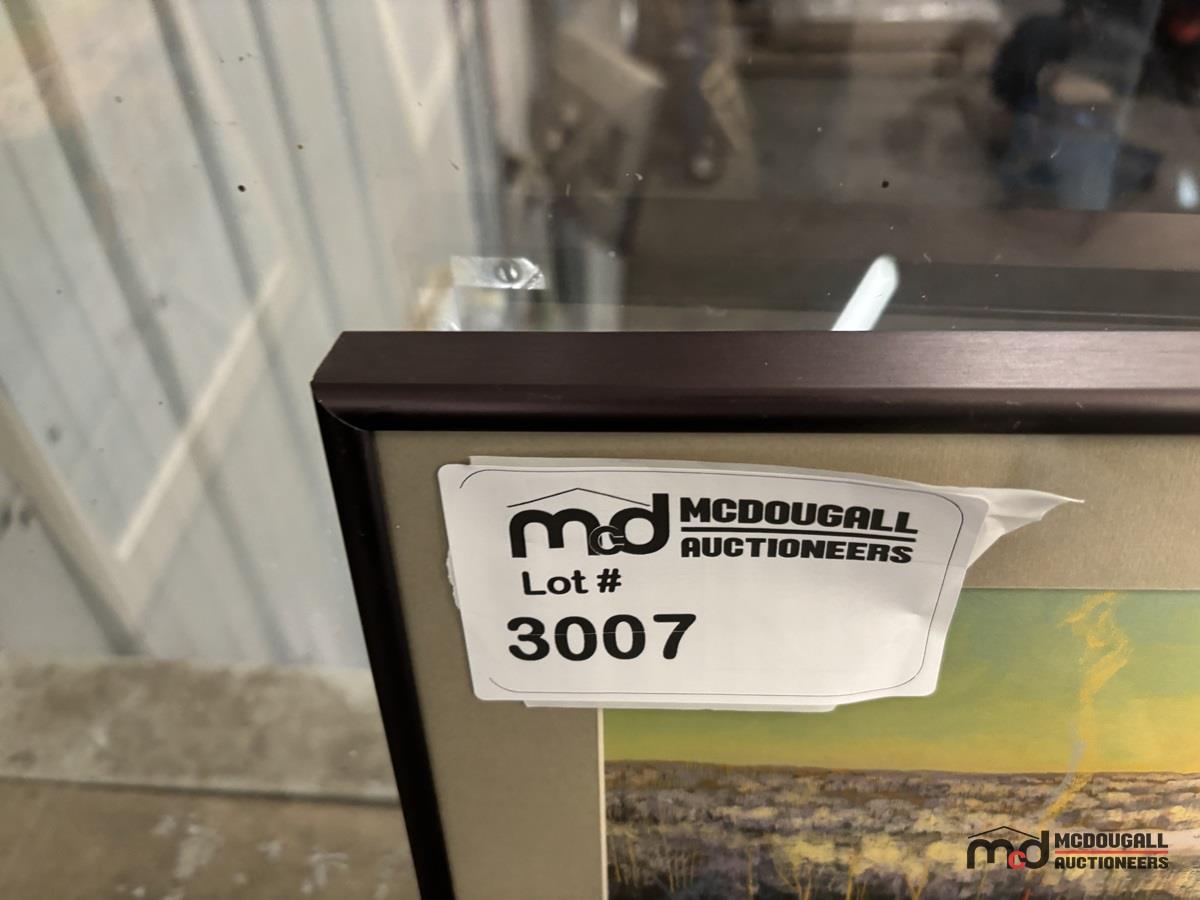 mcd MCDOUGALL
AUCTIONEERS
Lot #
3007
mcd MCDOUGALL
AUCTIONEERS